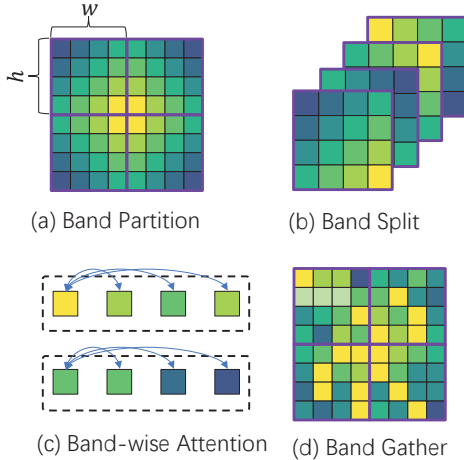 w
h
(a) Band Partition
(b) Band Split
(c) Band-wise Attention
(d) Band Gather